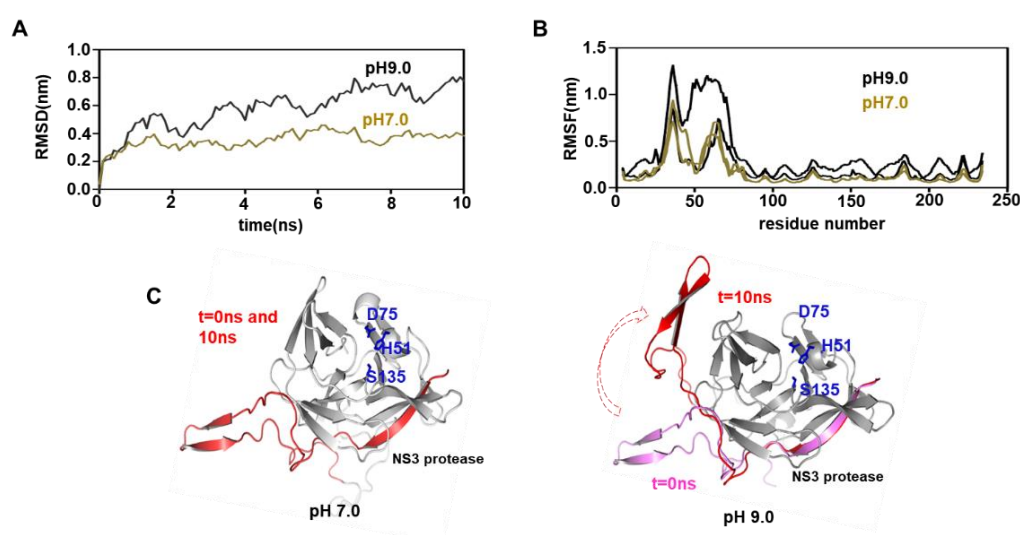 A
1.0
0.8
0.6
0.4
0.2
0.0
RMSD(nm)
pH9.0
pH7.0
0 2 4 6 8 10
time(ns)
B
1.5
1.0
0.5
0.0
RMSF(nm)
pH9.0
pH7.0
0 50 100 150 200 250
residue number
C
t=0ns and
10ns
D75
H51
S135
NS3 protease
pH 7.0
t=10ns
D75
H51
S135
NS3 protease
t=0ns
pH 9.0